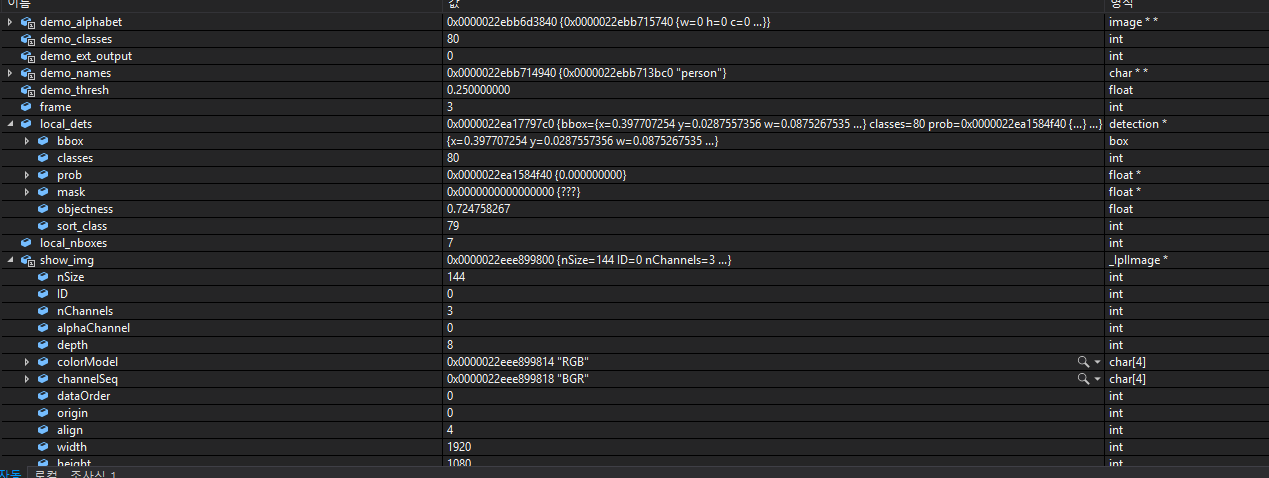 이름 값 형식
demo_alphabet 0x0000022ebb6d3840 {0x0000022ebb715740 {w=0 h=0 c=0 ...}} image * *
demo_classes 80 int
demo_ext_output 0 int
demo_names 0x0000022ebb714940 {0x0000022ebb713bc0 "person"} char * *
demo_thresh 0.250000000 float
frame 3 int
local_dets 0x0000022ea17797c0 {bbox={x=0.397707254 y=0.0287557356 w=0.0875267535 ...} classes=80 prob=0x0000022ea1584f40 {...} ...} detection *
bbox {x=0.397707254 y=0.0287557356 w=0.0875267535 ...} box
classes 80 int
prob 0x0000022ea1584f40 {0.000000000} float *
mask 0x0000000000000000 {???} float *
objectness 0.724758267 float
sort_class 79 int
local_nboxes 7 int
show_img 0x0000022eee899800 {nSize=144 ID=0 nChannels=3 ...} _IplImage *
nSize 144 int
ID 0 int
nChannels 3 int
alphaChannel 0 int
depth 8 int
colorModel 0x0000022eee899814 "RGB" char[4]
channelSeq 0x0000022eee899818 "BGR" char[4]
dataOrder 0 int
origin 0 int
align 4 int
width 1920 int
height 1080 int
자동 로컬 조사식 1